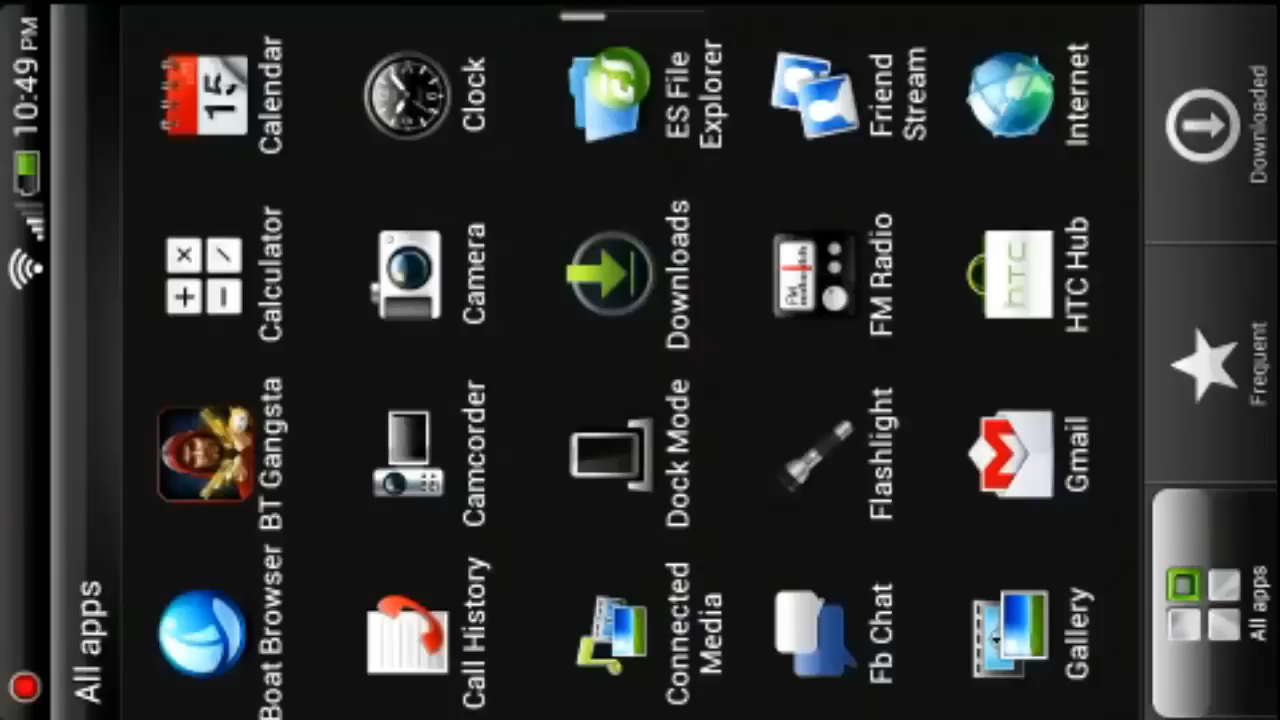 10:49 PM
All apps
Boat Browser
BT Gangsta
Calculator
15
Calendar
Call History
Camcorder
Camera
Clock
Connected
Media
Dock Mode
Downloads
ES File
Explorer
Fb Chat
Flashlight
FM
FM Radio
Friend
Stream
Gallery
Gmail
hTC
HTC Hub
Internet
All apps
Frequent
Downloaded